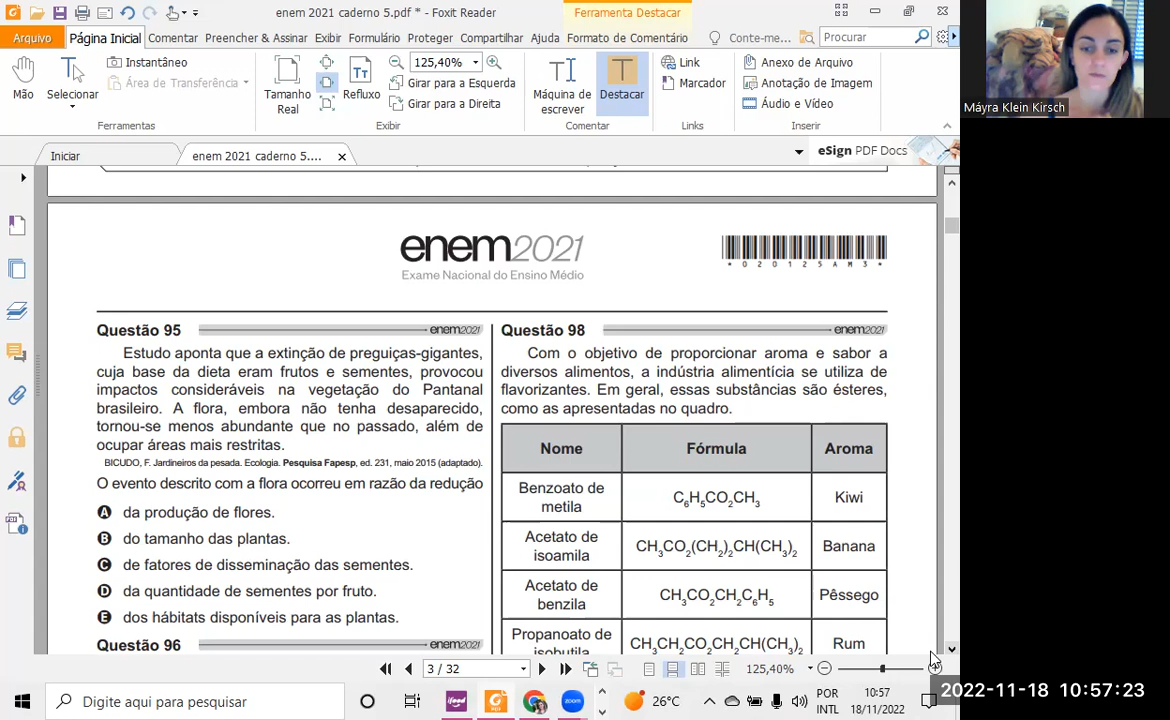 enem 2021 caderno 5.pdf * - Foxit Reader
Ferramenta Destacar
Arquivo
Página Inicial
Comentar
Preencher & Assinar
Exibir
Formulário
Proteger
Compartilhar
Ajuda
Formato de Comentário
Conte-me...
Procurar
Mão
Selecionar
Instantâneo
Área de Transferência
Ferramentas
Tamanho Real
Refluxo
125,40%
Girar para a Esquerda
Girar para a Direita
Exibir
Máquina de escrever
Destacar
Comentar
Link
Marcador
Links
Anexo de Arquivo
Anotação de Imagem
Áudio e Vídeo
Inserir
Máyra Klein Kirsch
Iniciar
enem 2021 caderno 5....
eSign PDF Docs
enem2021
Exame Nacional do Ensino Médio
*020125AM3*
Questão 95
enem2021
Estudo aponta que a extinção de preguiças-gigantes,
cuja base da dieta eram frutos e sementes, provocou
impactos consideráveis na vegetação do Pantanal
brasileiro. A flora, embora não tenha desaparecido,
tornou-se menos abundante que no passado, além de
ocupar áreas mais restritas.
BICUDO, F. Jardineiros da pesada. Ecologia. Pesquisa Fapesp, ed. 231, maio 2015 (adaptado).
O evento descrito com a flora ocorreu em razão da redução
A da produção de flores.
B do tamanho das plantas.
C de fatores de disseminação das sementes.
D da quantidade de sementes por fruto.
E dos hábitats disponíveis para as plantas.
Questão 96
enem2021
Questão 98
enem2021
Com o objetivo de proporcionar aroma e sabor a
diversos alimentos, a indústria alimentícia se utiliza de
flavorizantes. Em geral, essas substâncias são ésteres,
como as apresentadas no quadro.
Nome Fórmula Aroma
Benzoato de metila C6H5CO2CH3 Kiwi
Acetato de isoamila CH3CO2(CH2)2CH(CH3)2 Banana
Acetato de benzila CH3CO2CH2C6H5 Pêssego
Propanoato de isobutila CH3CH2CO2CH2CH(CH3)2 Rum
3 / 32
125,40%
Digite aqui para pesquisar
26°C
POR
INTL
10:57
18/11/2022
2022-11-18 10:57:23